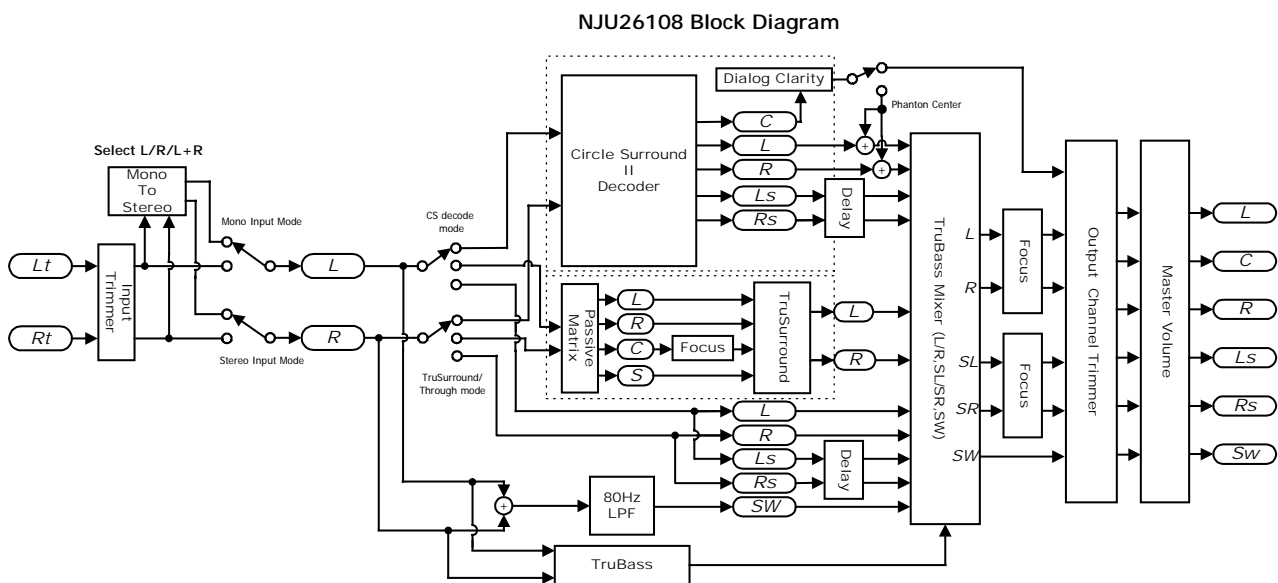 NJU26108 Block Diagram
Dialog Clarity
Phanton Center
C
L
R
Ls
Rs
Delay
Circle Surround
II
Decoder
Select L/R/L+R
Mono
To
Stereo
Mono Input Mode
CS decode
mode
Lt
Rt
Input
Trimmer
L
R
Stereo Input Mode
TruSurround/
Through mode
Passive
Matrix
L
R
C
S
Focus
TruSurround
L
R
L
R
Ls
Rs
SW
Delay
+
+
+
80Hz
LPF
TruBass
TruBass Mixer (L/R,SL/SR,SW)
L
R
SL
SR
SW
Focus
Focus
Output Channel Trimmer
Master Volume
L
C
R
Ls
Rs
Sw